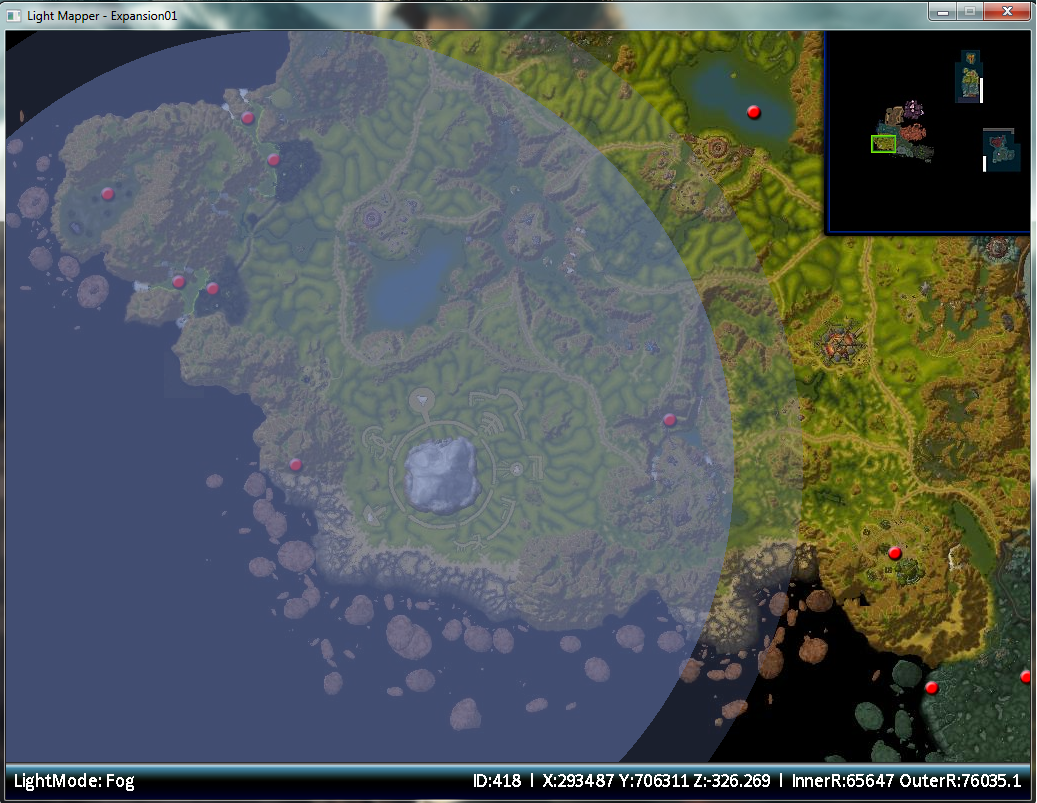 Light Mapper - Expansion01
LightMode: Fog
ID:418 | X:293487 Y:706311 Z:-326.269 | InnerR:65647 OuterR:76035.1